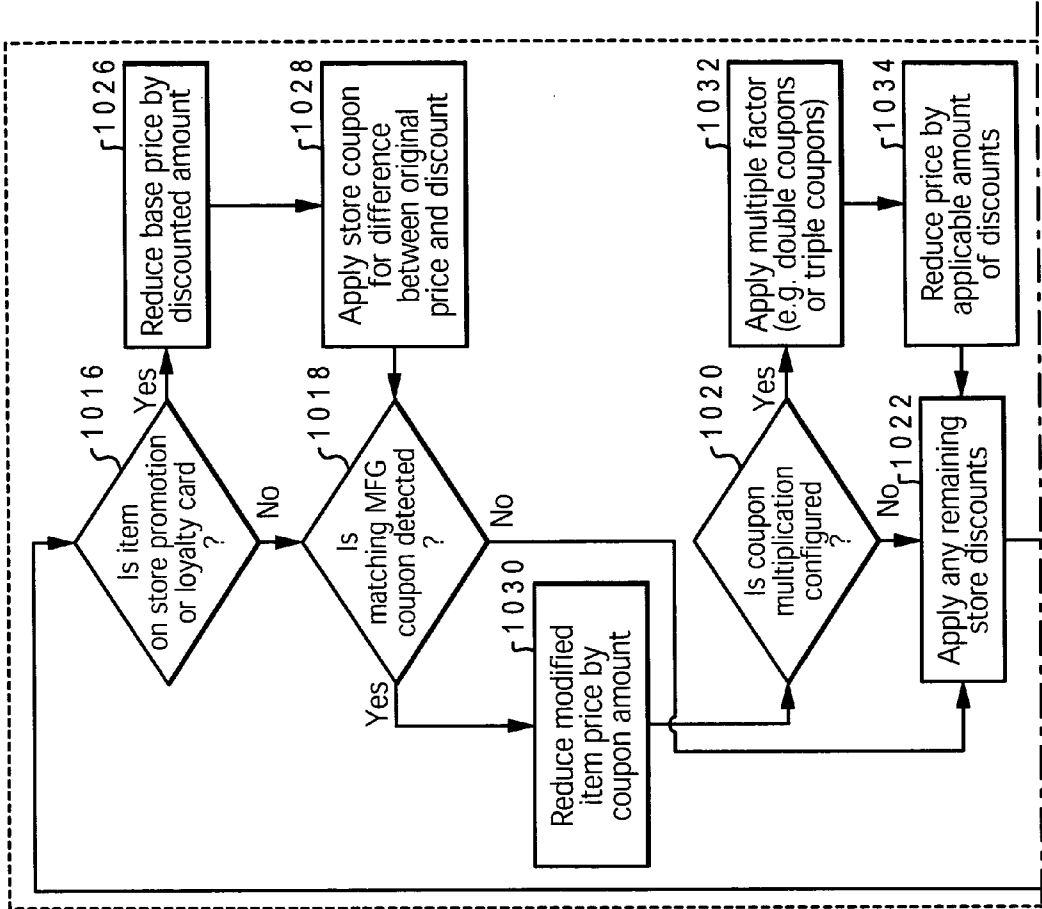 1016
Is item
on store promotion
or loyalty card
?
Yes
No
1026
Reduce base price by
discounted amount
1028
Apply store coupon
for difference
between original
price and discount
1018
Is
matching MFG
coupon detected
?
Yes
No
1030
Reduce modified
item price by
coupon amount
1020
Is coupon
multiplication
configured
?
Yes
No
1032
Apply multiple factor
(e.g. double coupons
or triple coupons)
1034
Reduce price by
applicable amount
of discounts
1022
Apply any remaining
store discounts